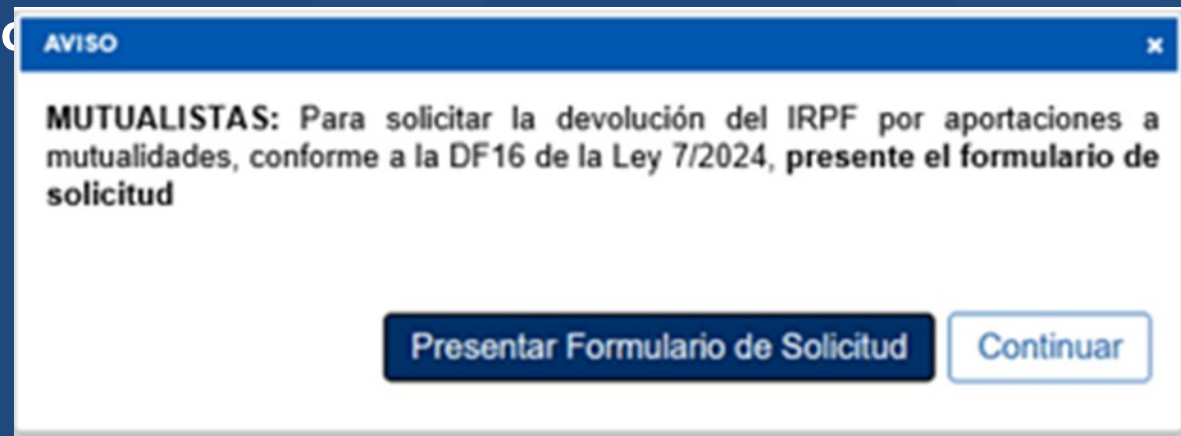 AVISO
MUTUALISTAS: Para solicitar la devolución del IRPF por aportaciones a
mutualidades, conforme a la DF16 de la Ley 7/2024, presente el formulario de
solicitud
Presentar Formulario de Solicitud
Continuar